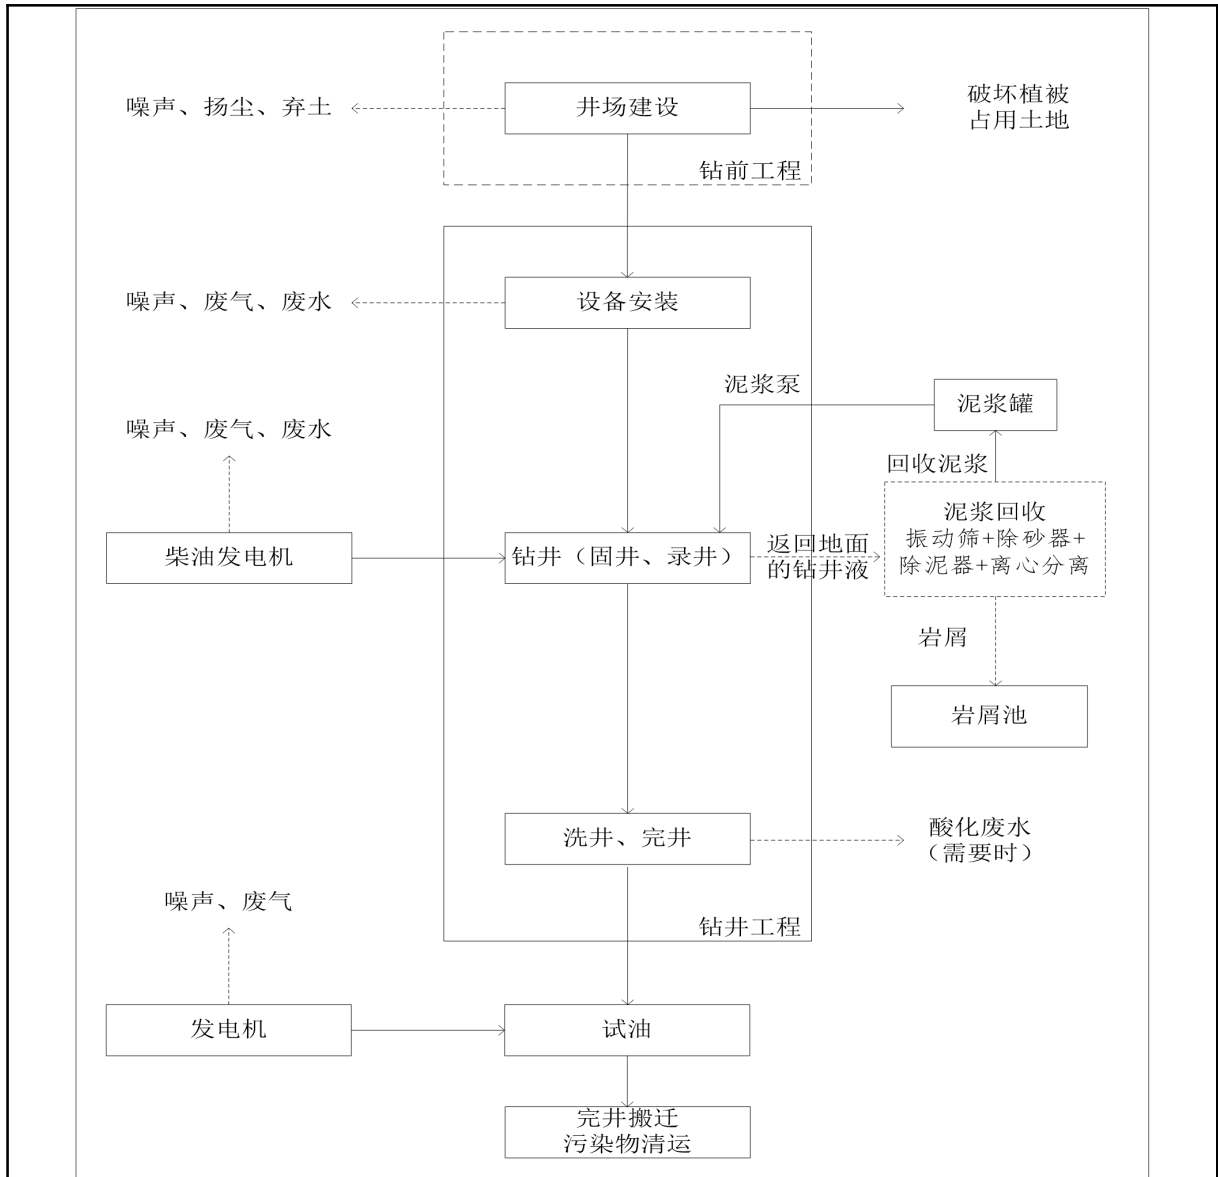 噪声、扬尘、弃土
井场建设
破坏植被
占用土地
钻前工程
噪声、废气、废水
设备安装
泥浆泵
泥浆罐
噪声、废气、废水
回收泥浆
泥浆回收
振动筛+除砂器+
除泥器+离心分离
柴油发电机
钻井（固井、录井）
返回地面
的钻井液
岩屑
岩屑池
洗井、完井
酸化废水
（需要时）
噪声、废气
钻井工程
发电机
试油
完井搬迁
污染物清运